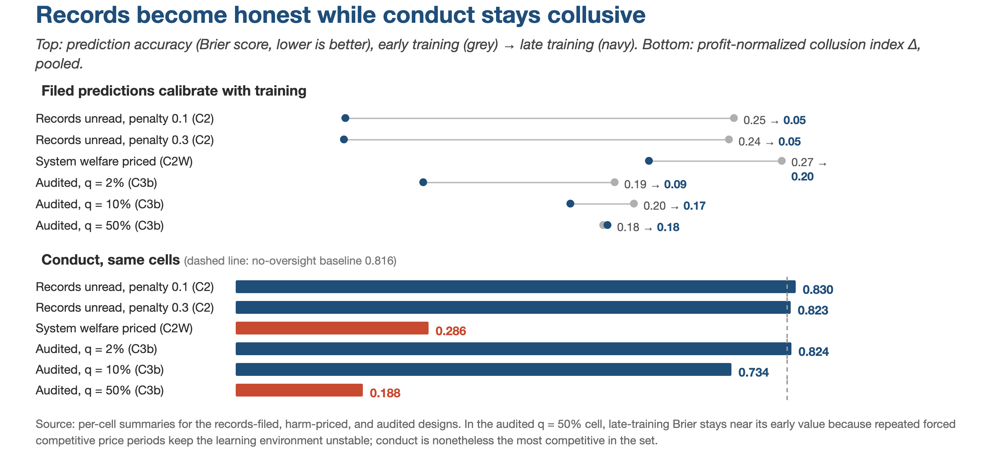 Records become honest while conduct stays collusive
Top: prediction accuracy (Brier score, lower is better), early training (grey) → late training (navy). Bottom: profit-normalized collusion index Δ,
pooled.
Filed predictions calibrate with training
Records unread, penalty 0.1 (C2) 0.25 → 0.05
Records unread, penalty 0.3 (C2) 0.24 → 0.05
System welfare priced (C2W) 0.27 →
0.20
Audited, q = 2% (C3b) 0.19 → 0.09
Audited, q = 10% (C3b) 0.20 → 0.17
Audited, q = 50% (C3b) 0.18 → 0.18
Conduct, same cells (dashed line: no-oversight baseline 0.816)
Records unread, penalty 0.1 (C2) 0.830
Records unread, penalty 0.3 (C2) 0.823
System welfare priced (C2W) 0.286
Audited, q = 2% (C3b) 0.824
Audited, q = 10% (C3b) 0.734
Audited, q = 50% (C3b) 0.188
Source: per-cell summaries for the records-filed, harm-priced, and audited designs. In the audited q = 50% cell, late-training Brier stays near its early value because repeated forced
competitive price periods keep the learning environment unstable; conduct is nonetheless the most competitive in the set.